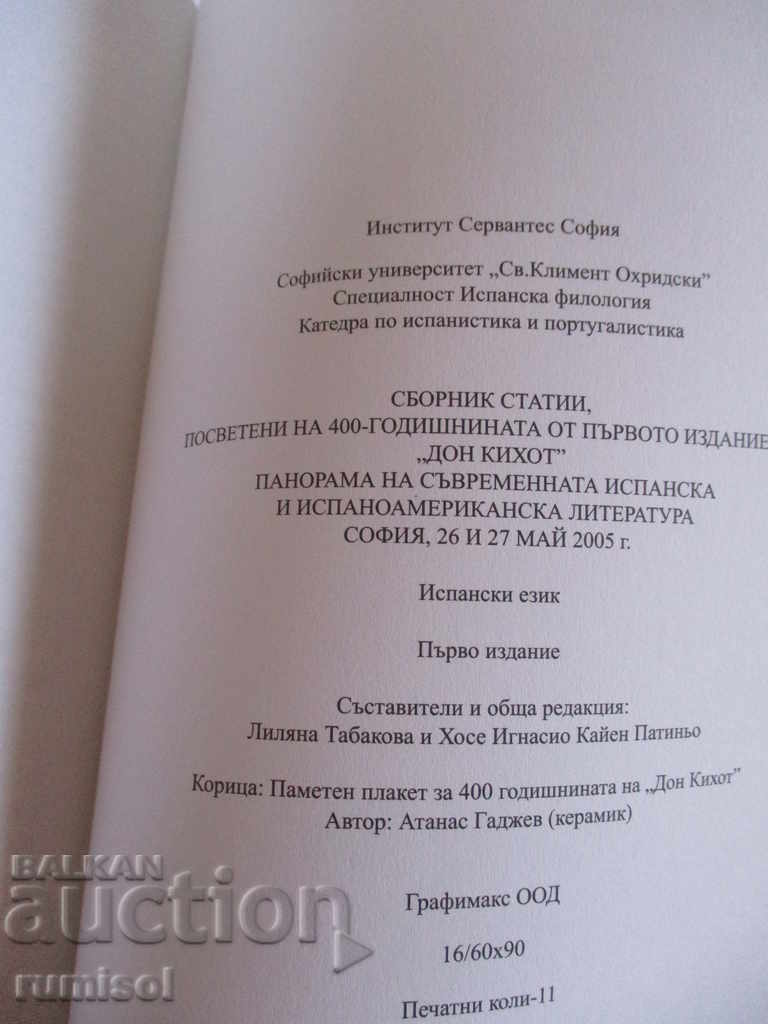 Институт Сервантес София
Софийски университет „Св.Климент Охридски”
Специалност Испанска филология
Катедра по испанистика и португалистика
СБОРНИК СТАТИИ,
ПОСВЕТЕНИ НА 400-ГОДИШНИНАТА ОТ ПЪРВОТО ИЗДАНИЕ
„ДОН КИХОТ”
ПАНОРАМА НА СЪВРЕМЕННАТА ИСПАНСКА
И ИСПАНОАМЕРИКАНСКА ЛИТЕРАТУРА
СОФИЯ, 26 И 27 МАЙ 2005 г.
Испански език
Първо издание
Съставители и обща редакция:
Лиляна Табакова и Хосе Игнасио Кайен Патиньо
Корица: Паметен плакет за 400 годишнината на „Дон Кихот”
Автор: Атанас Гаджев (керамик)
Графимакс ООД
16/60x90
Печатни коли-11
BALKAN
auction
rumisol